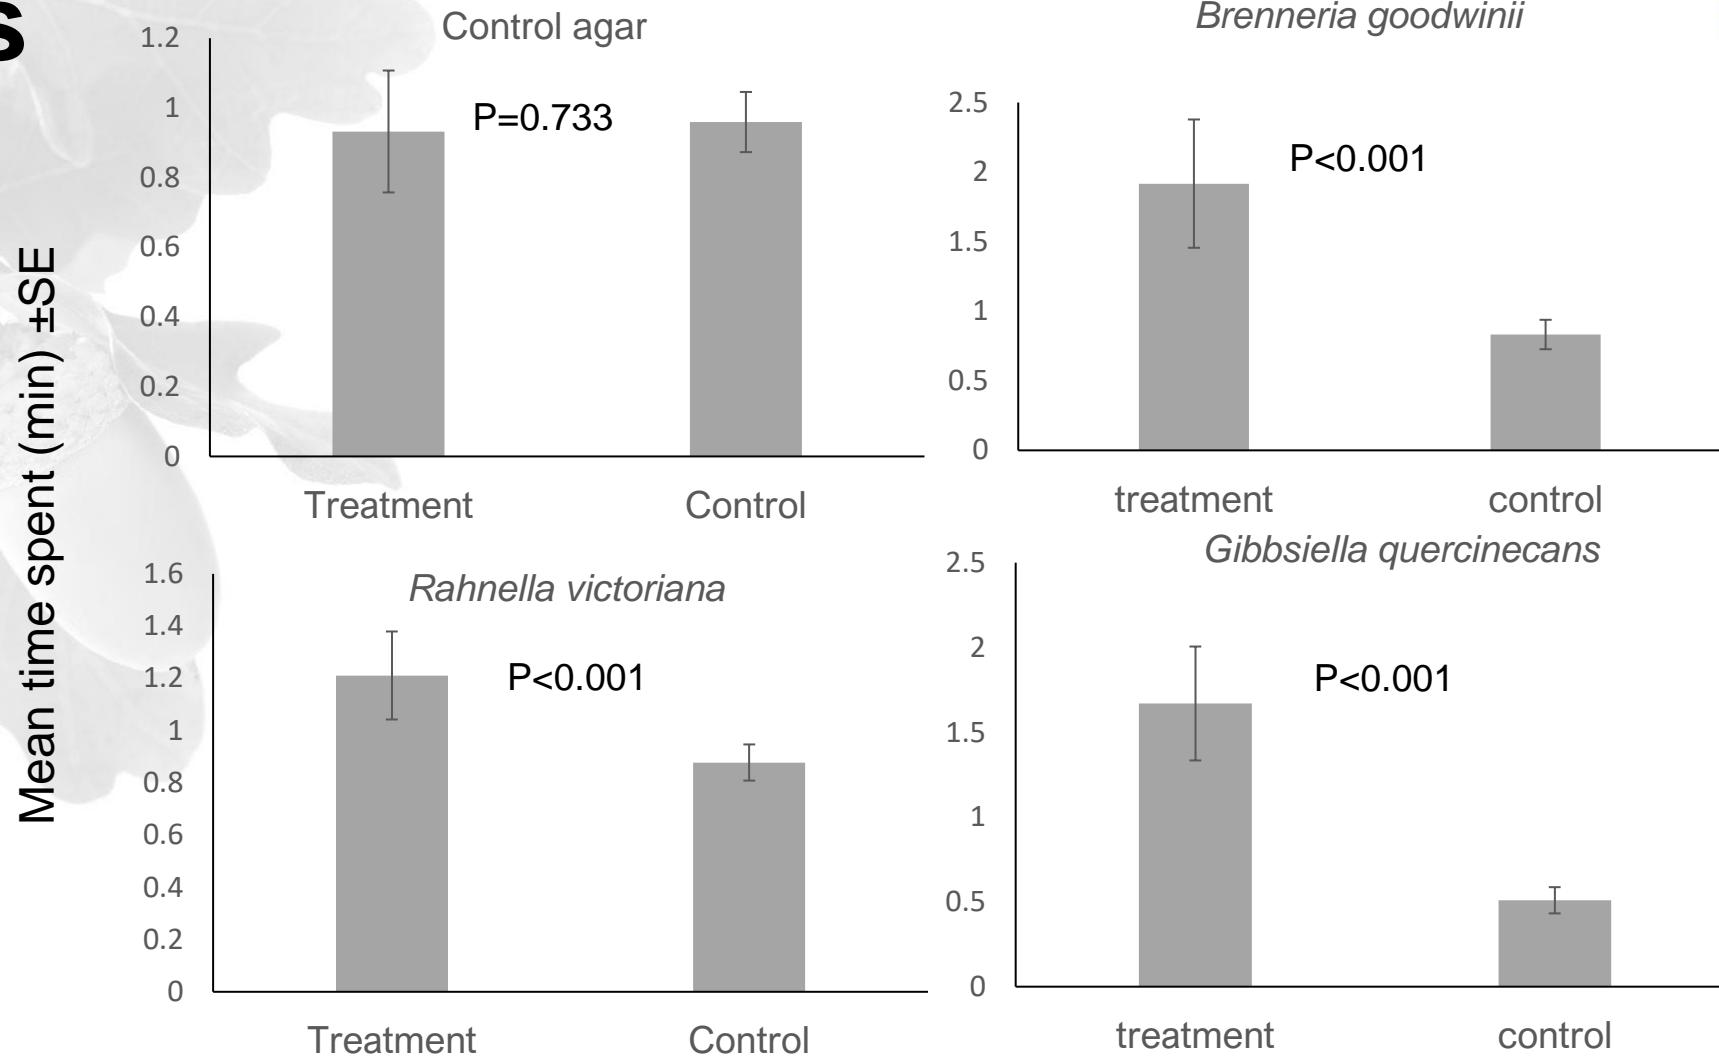 s
Mean time spent (min) ±SE
Control agar
1.2
1
0.8
0.6
0.4
0.2
0
P=0.733
Treatment Control
Brenneria goodwinii
2.5
2
1.5
1
0.5
0
P<0.001
treatment control
Rahnella victoriana
1.6
1.4
1.2
1
0.8
0.6
0.4
0.2
0
P<0.001
Treatment Control
Gibbsiella quercinecans
2.5
2
1.5
1
0.5
0
P<0.001
treatment control